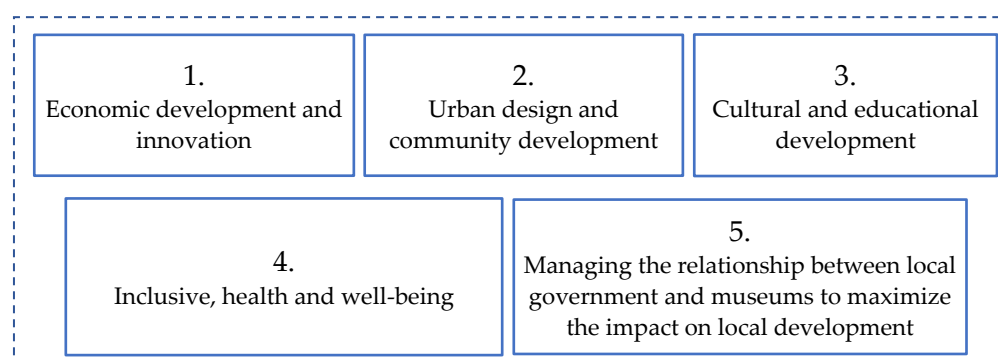 1.
Economic development and
innovation
2.
Urban design and
community development
3.
Cultural and educational
development
4.
Inclusive, health and well-being
5.
Managing the relationship between local
government and museums to maximize
the impact on local development